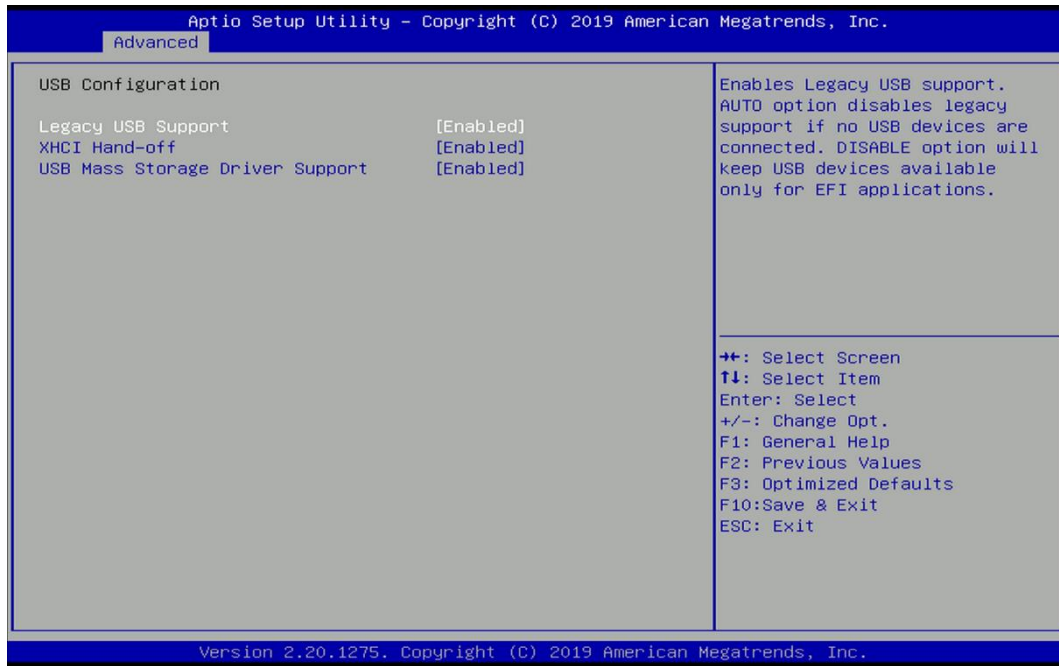 Aptio Setup Utility – Copyright (C) 2019 American Megatrends, Inc.
Advanced
USB Configuration
Legacy USB Support [Enabled]
XHCI Hand-off [Enabled]
USB Mass Storage Driver Support [Enabled]
Enables Legacy USB support.
AUTO option disables legacy
support if no USB devices are
connected. DISABLE option will
keep USB devices available
only for EFI applications.
→←: Select Screen
↑↓: Select Item
Enter: Select
+/-: Change Opt.
F1: General Help
F2: Previous Values
F3: Optimized Defaults
F10:Save & Exit
ESC: Exit
Version 2.20.1275. Copyright (C) 2019 American Megatrends, Inc.